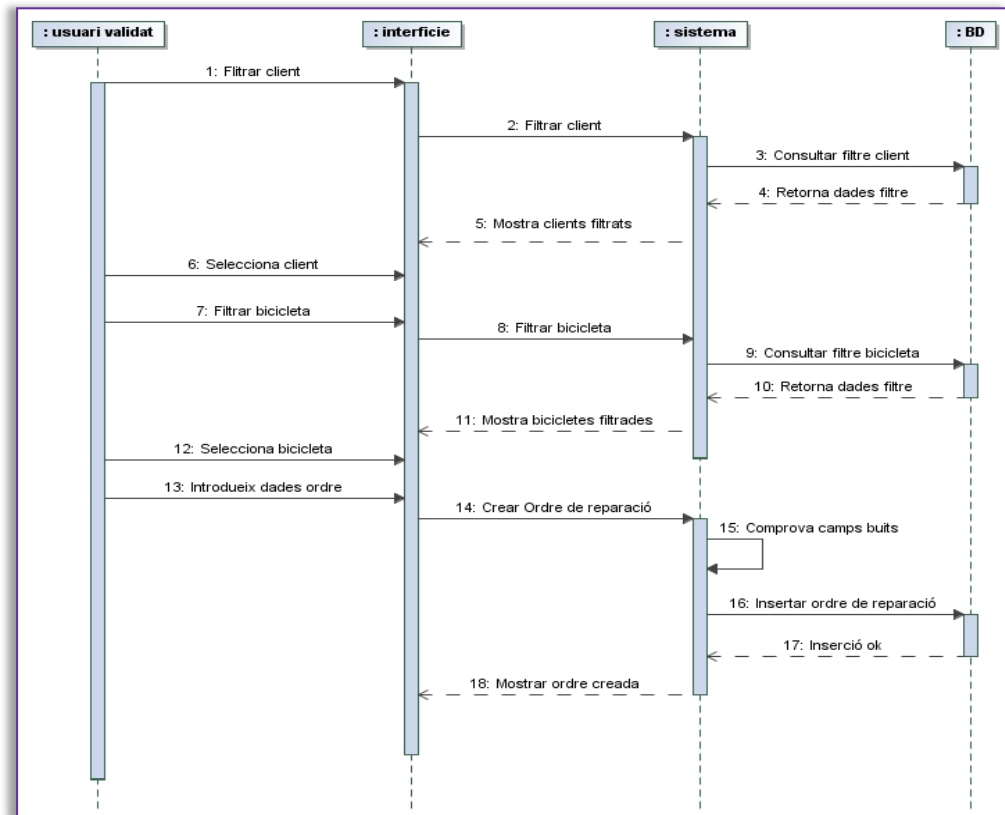 : usuari validat
: interficie
: sistema
: BD
1: Flitrar client
2: Filtrar client
3: Consultar filtre client
4: Retorna dades filtre
5: Mostra clients filtrats
6: Selecciona client
7: Filtrar bicicleta
8: Filtrar bicicleta
9: Consultar filtre bicicleta
10: Retorna dades filtre
11: Mostra bicicletes filtrades
12: Selecciona bicicleta
13: Introdueix dades ordre
14: Crear Ordre de reparació
15: Comprova camps buits
16: Insertar ordre de reparació
17: Inserció ok
18: Mostrar ordre creada